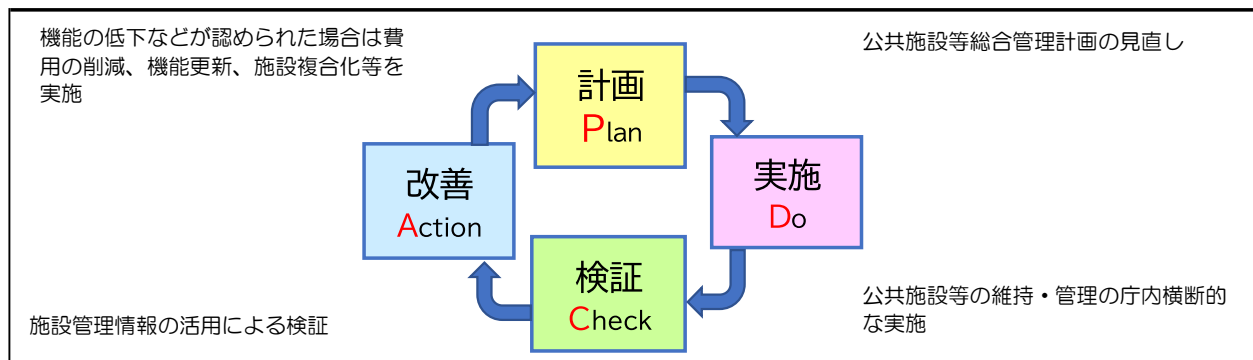 機能の低下などが認められた場合は費
用の削減、機能更新、施設複合化等を
実施
公共施設等総合管理計画の見直し
計画
Plan
改善
Action
実施
Do
検証
Check
施設管理情報の活用による検証
公共施設等の維持・管理の庁内横断的
な実施